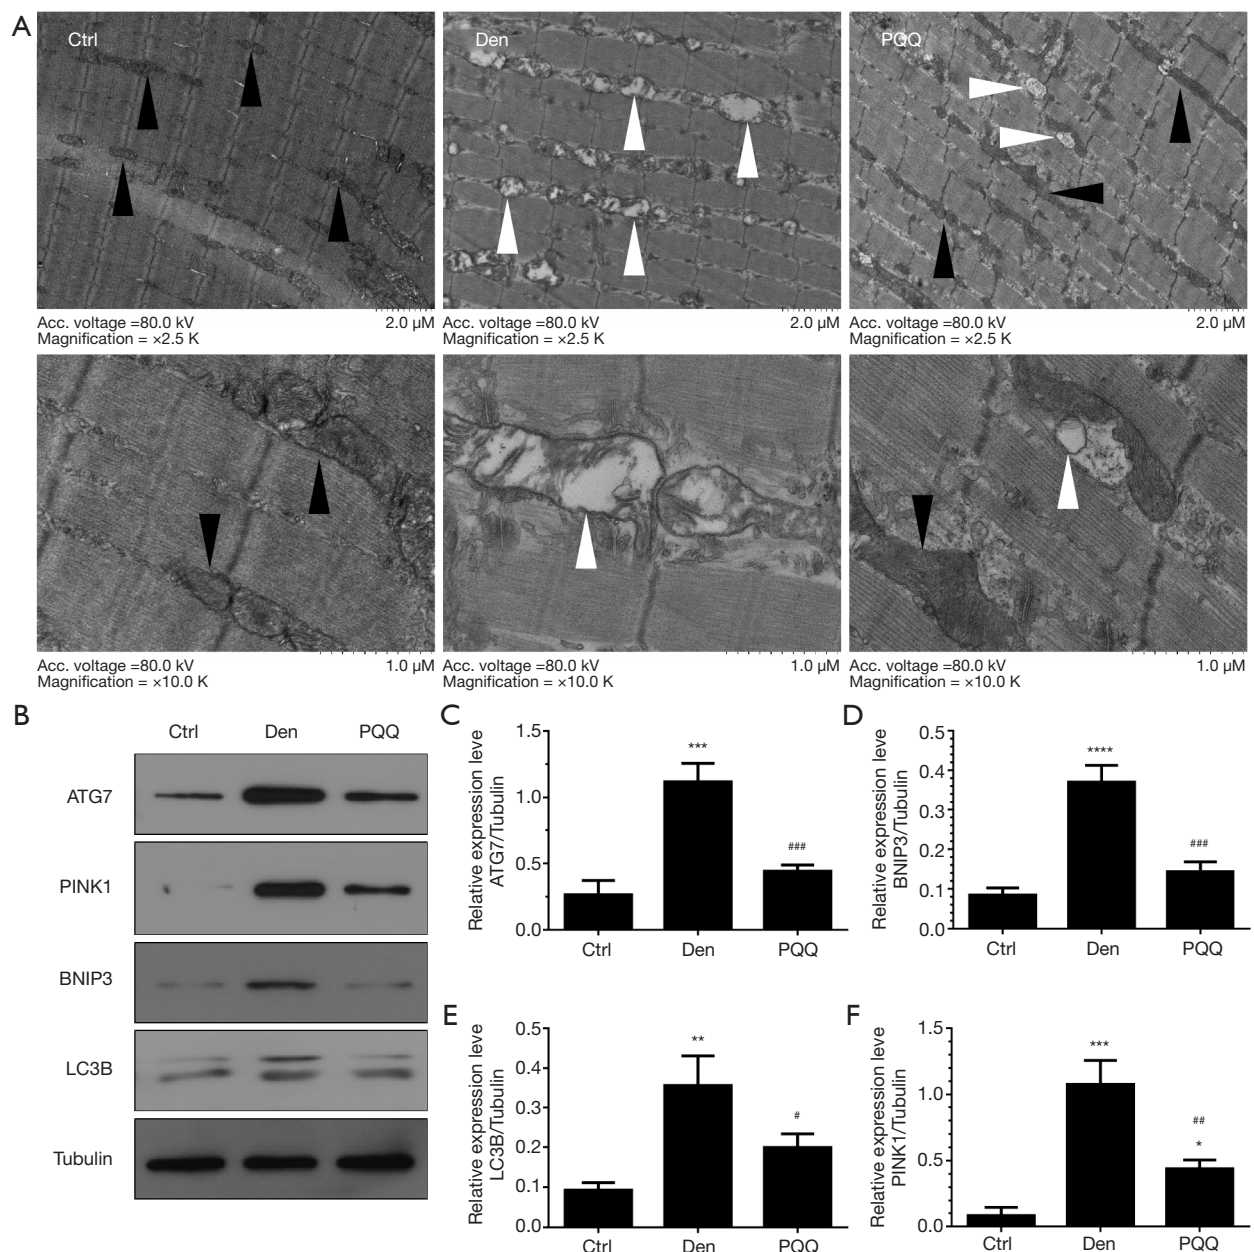 A
Ctrl
Den
PQQ
Acc. voltage =80.0 kV
2.0 μM
Magnification = ×2.5 K
Acc. voltage =80.0 kV
2.0 μM
Magnification = ×2.5 K
Acc. voltage =80.0 kV
2.0 μM
Magnification = ×2.5 K
Acc. voltage =80.0 kV
1.0 μM
Magnification = ×10.0 K
Acc. voltage =80.0 kV
1.0 μM
Magnification = ×10.0 K
Acc. voltage =80.0 kV
1.0 μM
Magnification = ×10.0 K
B
Ctrl Den PQQ
ATG7
PINK1
BNIP3
LC3B
Tubulin
C
Relative expression leve
ATG7/Tubulin
1.5
1.0
0.5
0.0
***
###
Ctrl Den PQQ
D
Relative expression leve
BNIP3/Tubulin
0.5
0.4
0.3
0.2
0.1
0.0
****
###
Ctrl Den PQQ
E
Relative expression leve
LC3B/Tubulin
0.5
0.4
0.3
0.2
0.1
0.0
**
#
Ctrl Den PQQ
F
Relative expression leve
PINK1/Tubulin
1.5
1.0
0.5
0.0
***
##
*
Ctrl Den PQQ